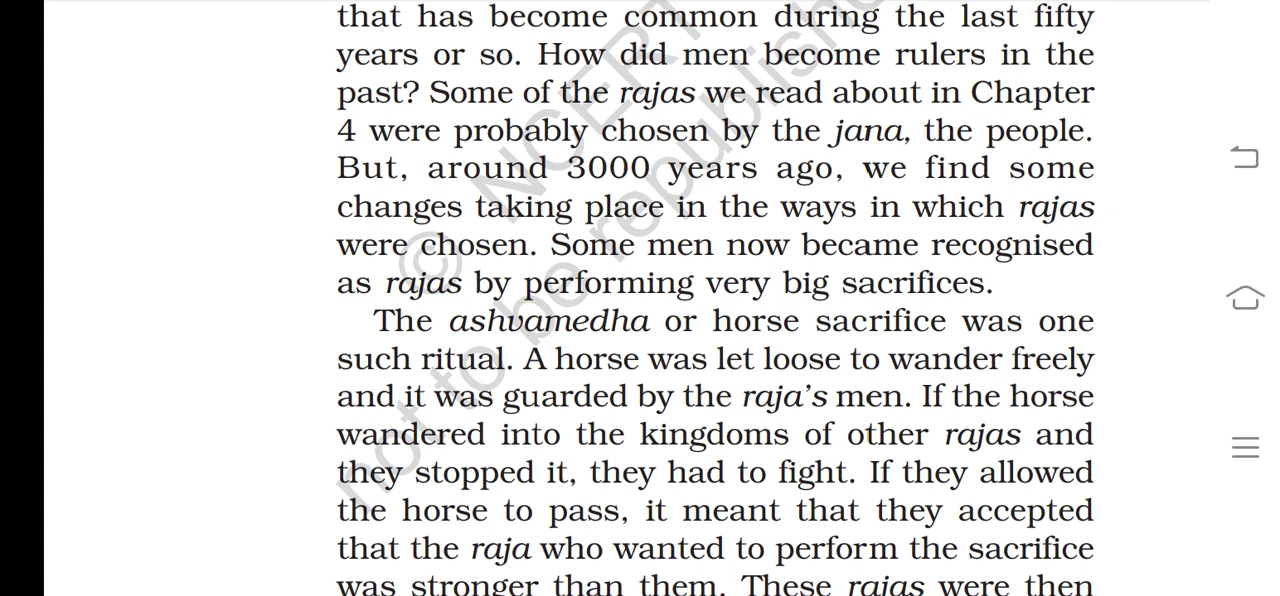 that has become common during the last fifty
years or so. How did men become rulers in the
past? Some of the rajas we read about in Chapter
4 were probably chosen by the jana, the people.
But, around 3000 years ago, we find some
changes taking place in the ways in which rajas
were chosen. Some men now became recognised
as rajas by performing very big sacrifices.
The ashvamedha or horse sacrifice was one
such ritual. A horse was let loose to wander freely
and it was guarded by the raja’s men. If the horse
wandered into the kingdoms of other rajas and
they stopped it, they had to fight. If they allowed
the horse to pass, it meant that they accepted
that the raja who wanted to perform the sacrifice
was stronger than them. These rajas were then
© NCERT
not to be republished